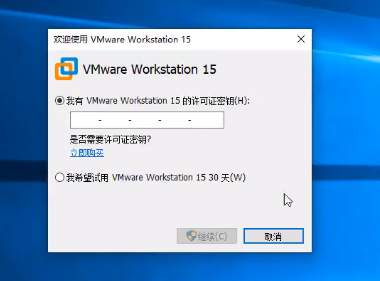 欢迎使用 VMware Workstation 15
VMware Workstation 15
我有 VMware Workstation 15 的许可证密钥(H):
- - - -
是否需要许可证密钥?
立即购买
我希望试用 VMware Workstation 15 30 天(W)
继续(C)
取消